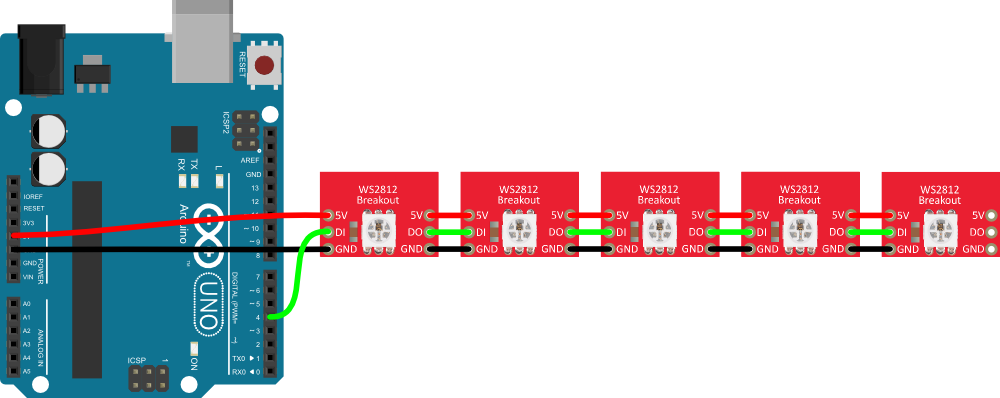 RESET
ICSP2
L
TX
RX
AREF
GND
13
12
~ 10
~ 9
8
7
~ 6
~ 5
4
~ 3
2
TX0 ► 1
RX0 ◄ 0
DIGITAL (PWM=
IOREF
RESET
3V3
GND
VIN
POWER
A0
A1
A2
A3
A4
A5
ANALOG IN
Arduino
TM
UNO
ON
ICSP
1
WS2812
Breakout
5V
DI
GND
5V
DO
GND
WS2812
Breakout
5V
DI
GND
5V
DO
GND
WS2812
Breakout
5V
DI
GND
5V
DO
GND
WS2812
Breakout
5V
DI
GND
5V
DO
GND
WS2812
Breakout
5V
DI
GND
5V
DO
GND